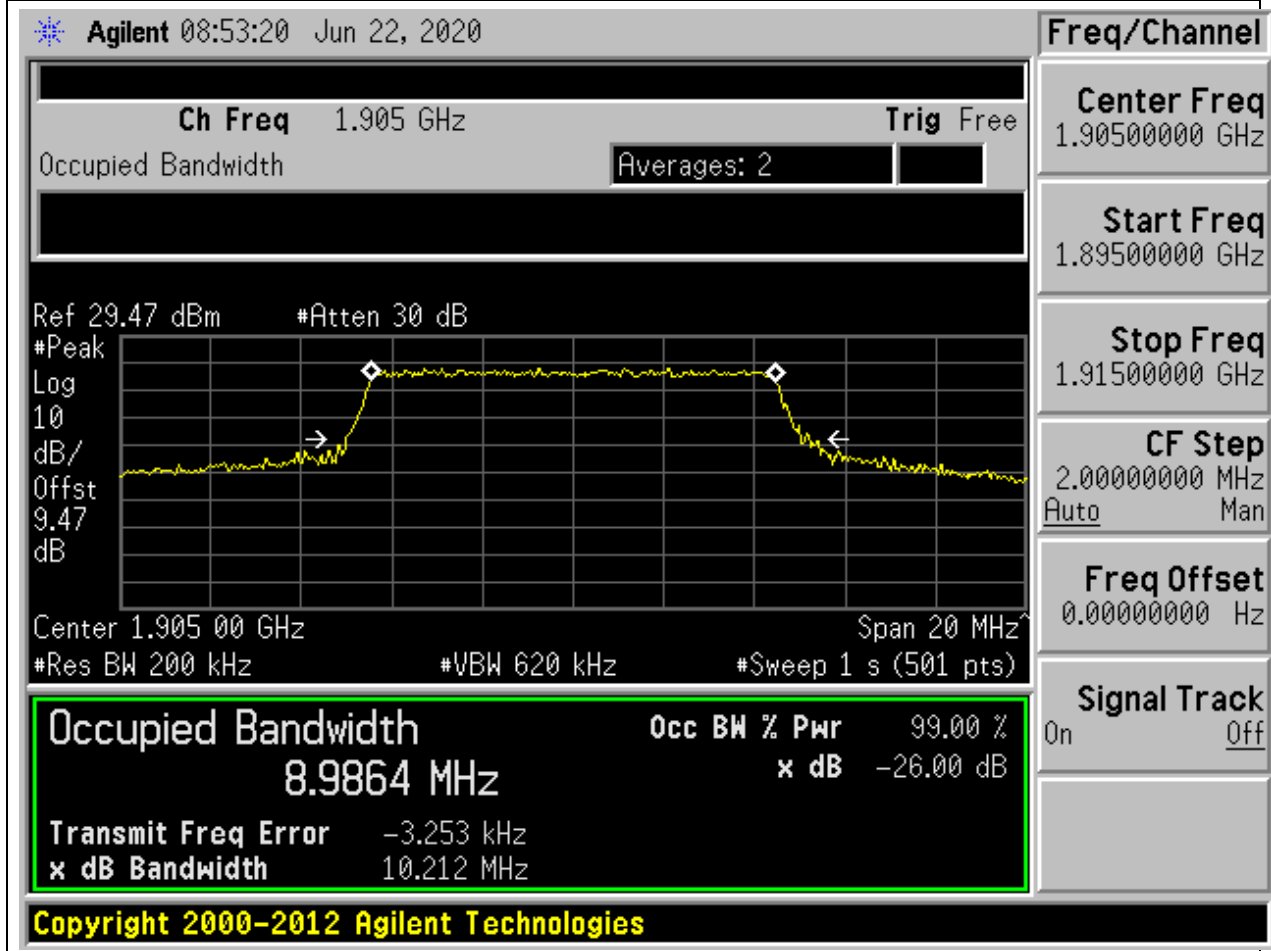 Agilent 08:53:20 Jun 22, 2020
Freq/Channel
Ch Freq 1.905 GHz Trig Free
Occupied Bandwidth Averages: 2
Ref 29.47 dBm #Atten 30 dB
#Peak
Log
10
dB/
Offst
9.47
dB
Center 1.905 00 GHz Span 20 MHz^
#Res BW 200 kHz #VBW 620 kHz #Sweep 1 s (501 pts)
Occupied Bandwidth Occ BW % Pwr 99.00 %
8.9864 MHz x dB -26.00 dB
Transmit Freq Error -3.253 kHz
x dB Bandwidth 10.212 MHz
Center Freq
1.90500000 GHz
Start Freq
1.89500000 GHz
Stop Freq
1.91500000 GHz
CF Step
2.00000000 MHz
Auto Man
Freq Offset
0.00000000 Hz
Signal Track
On Off
Copyright 2000-2012 Agilent Technologies